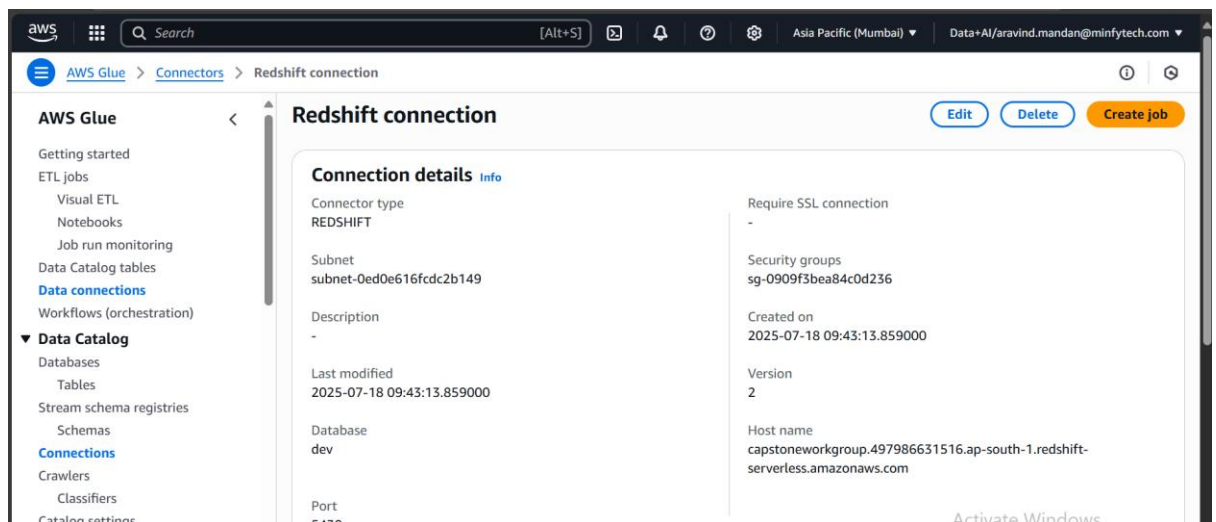 aws
Search
[Alt+S]
Asia Pacific (Mumbai)
Data+AI/aravind.mandan@minfytech.com
AWS Glue > Connectors > Redshift connection
AWS Glue
Getting started
ETL jobs
Visual ETL
Notebooks
Job run monitoring
Data Catalog tables
Data connections
Workflows (orchestration)
Data Catalog
Databases
Tables
Stream schema registries
Schemas
Connections
Crawlers
Classifiers
Catalog settings
Redshift connection
Edit
Delete
Create job
Connection details Info
Connector type
REDSHIFT
Require SSL connection
-
Subnet
subnet-0ed0e616fcdc2b149
Security groups
sg-0909f3bea84c0d236
Description
-
Created on
2025-07-18 09:43:13.859000
Last modified
2025-07-18 09:43:13.859000
Version
2
Database
dev
Host name
capstoneworkgroup.497986631516.ap-south-1.redshift-
serverless.amazonaws.com
Port
Activate Windows